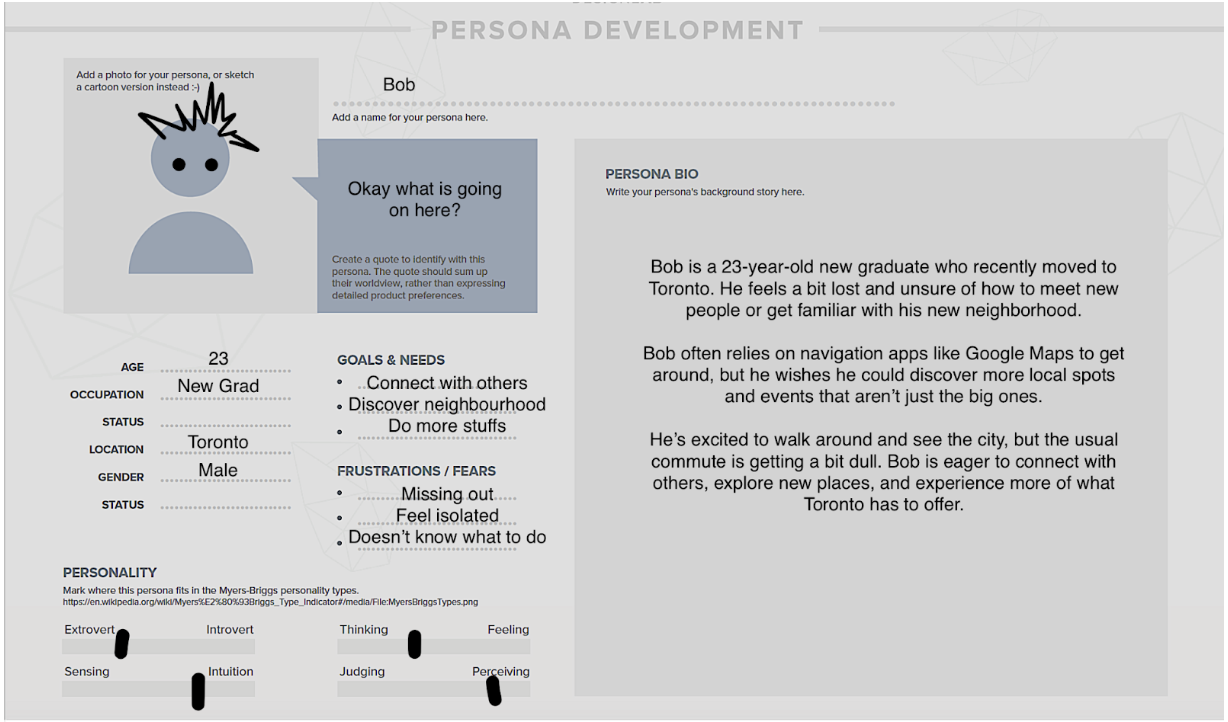 PERSONA DEVELOPMENT
Add a photo for your persona, or sketch
a cartoon version instead :-)
Bob
Add a name for your persona here.
Okay what is going
on here?
Create a quote to identify with this
persona. The quote should sum up
their worldview, rather than expressing
detailed product preferences.
PERSONA BIO
Write your persona's background story here.
Bob is a 23-year-old new graduate who recently moved to
Toronto. He feels a bit lost and unsure of how to meet new
people or get familiar with his new neighborhood.
Bob often relies on navigation apps like Google Maps to get
around, but he wishes he could discover more local spots
and events that aren't just the big ones.
He's excited to walk around and see the city, but the usual
commute is getting a bit dull. Bob is eager to connect with
others, explore new places, and experience more of what
Toronto has to offer.
AGE 23
OCCUPATION New Grad
STATUS
LOCATION Toronto
GENDER Male
STATUS
GOALS & NEEDS
• Connect with others
• Discover neighbourhood
• Do more stuffs
FRUSTRATIONS / FEARS
• Missing out
• Feel isolated
• Doesn't know what to do
PERSONALITY
Mark where this persona fits in the Myers-Briggs personality types.
https://en.wikipedia.org/wiki/Myers%E2%80%93Briggs_Type_Indicator#/media/File:MyersBriggsTypes.png
Extrovert Introvert
Thinking Feeling
Sensing Intuition
Judging Perceiving